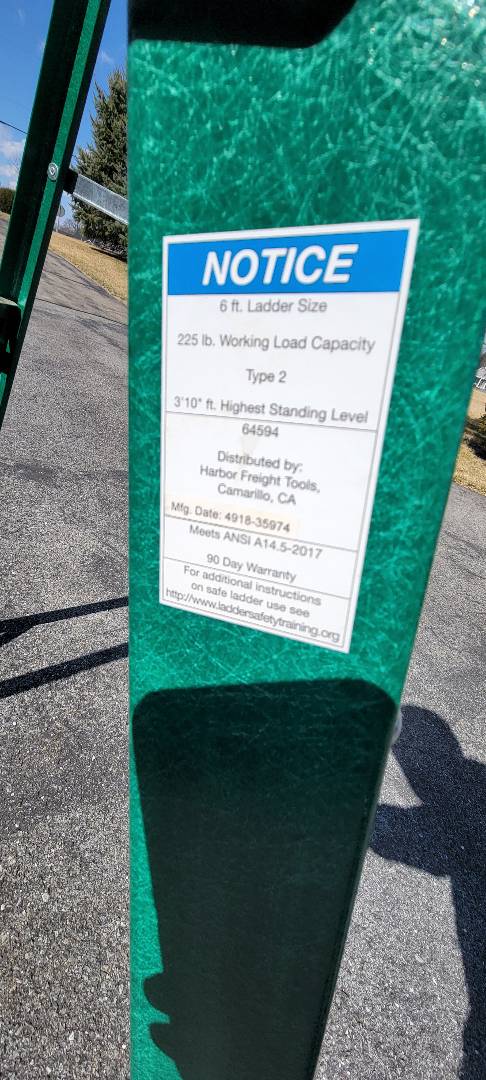 NOTICE
6 ft. Ladder Size
225 lb. Working Load Capacity
Type 2
3'10" ft. Highest Standing Level
64594
Distributed by:
Harbor Freight Tools,
Camarillo, CA
Mfg. Date: 4918-35974
Meets ANSI A14.5-2017
90 Day Warranty
For additional instructions
on safe ladder use see
http://www.laddersafetytraining.org